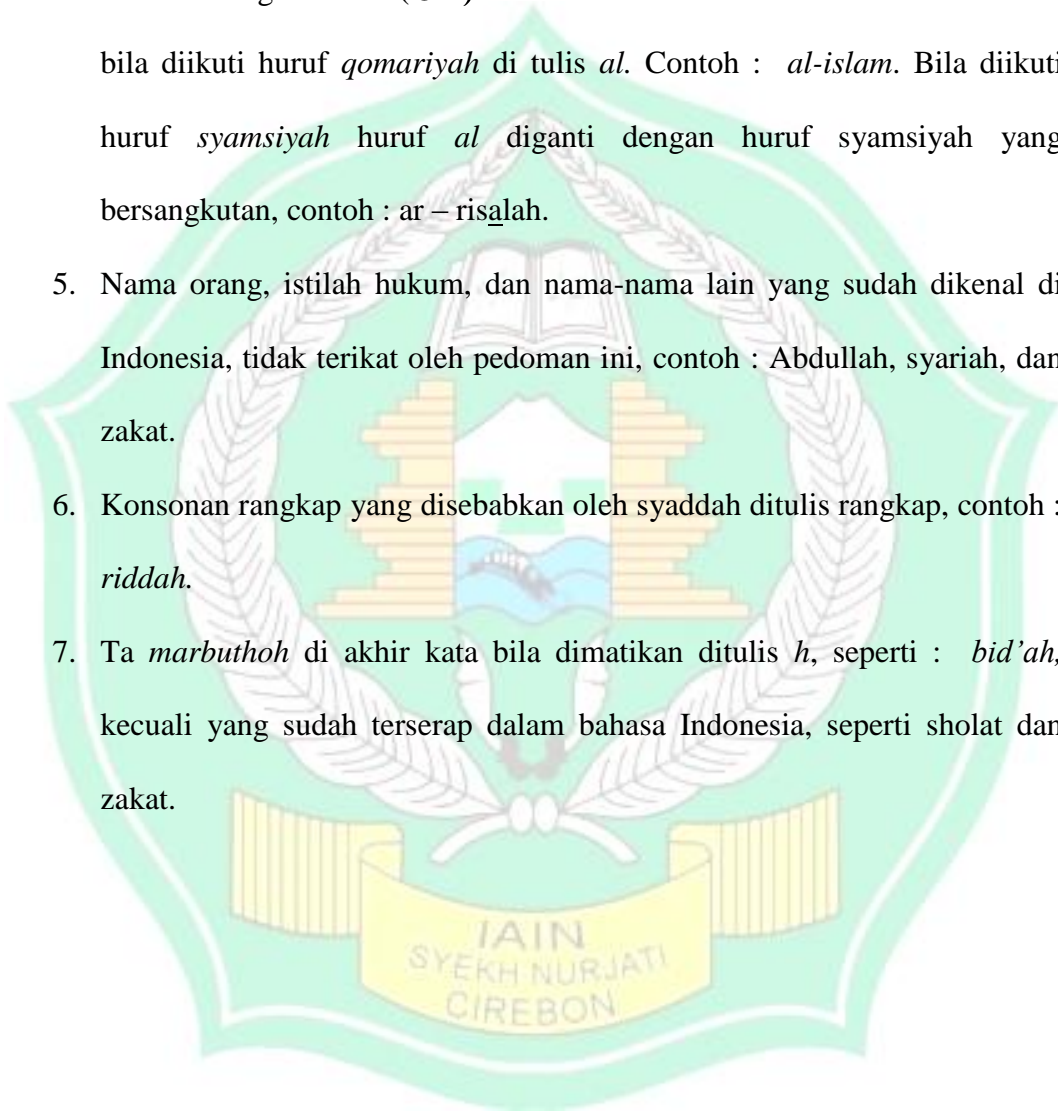 bila diikuti huruf qomariyah di tulis al. Contoh : al-islam. Bila diikuti
huruf syamsiyah huruf al diganti dengan huruf syamsiyah yang
bersangkutan, contoh : ar – risalah.
5. Nama orang, istilah hukum, dan nama-nama lain yang sudah dikenal di
Indonesia, tidak terikat oleh pedoman ini, contoh : Abdullah, syariah, dan
zakat.
6. Konsonan rangkap yang disebabkan oleh syaddah ditulis rangkap, contoh :
riddah.
7. Ta marbuthoh di akhir kata bila dimatikan ditulis h, seperti : bid’ah,
kecuali yang sudah terserap dalam bahasa Indonesia, seperti sholat dan
zakat.
IAIN
SYEKH NURJATI
CIREBON